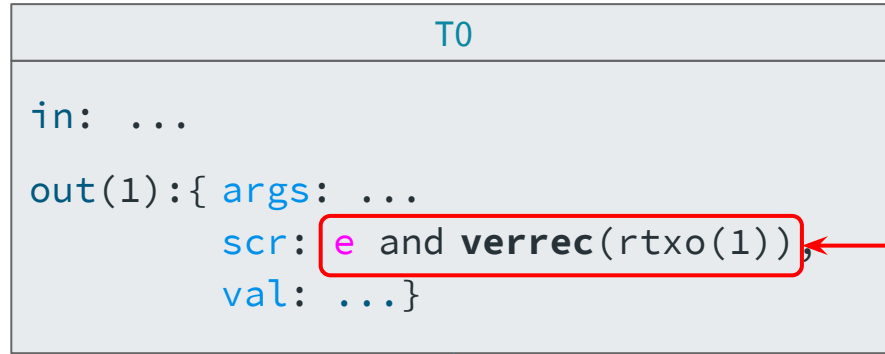 T0
in: ...
out(1):{ args: ...
scr: e and verrec(rtxo(1)),
val: ...}